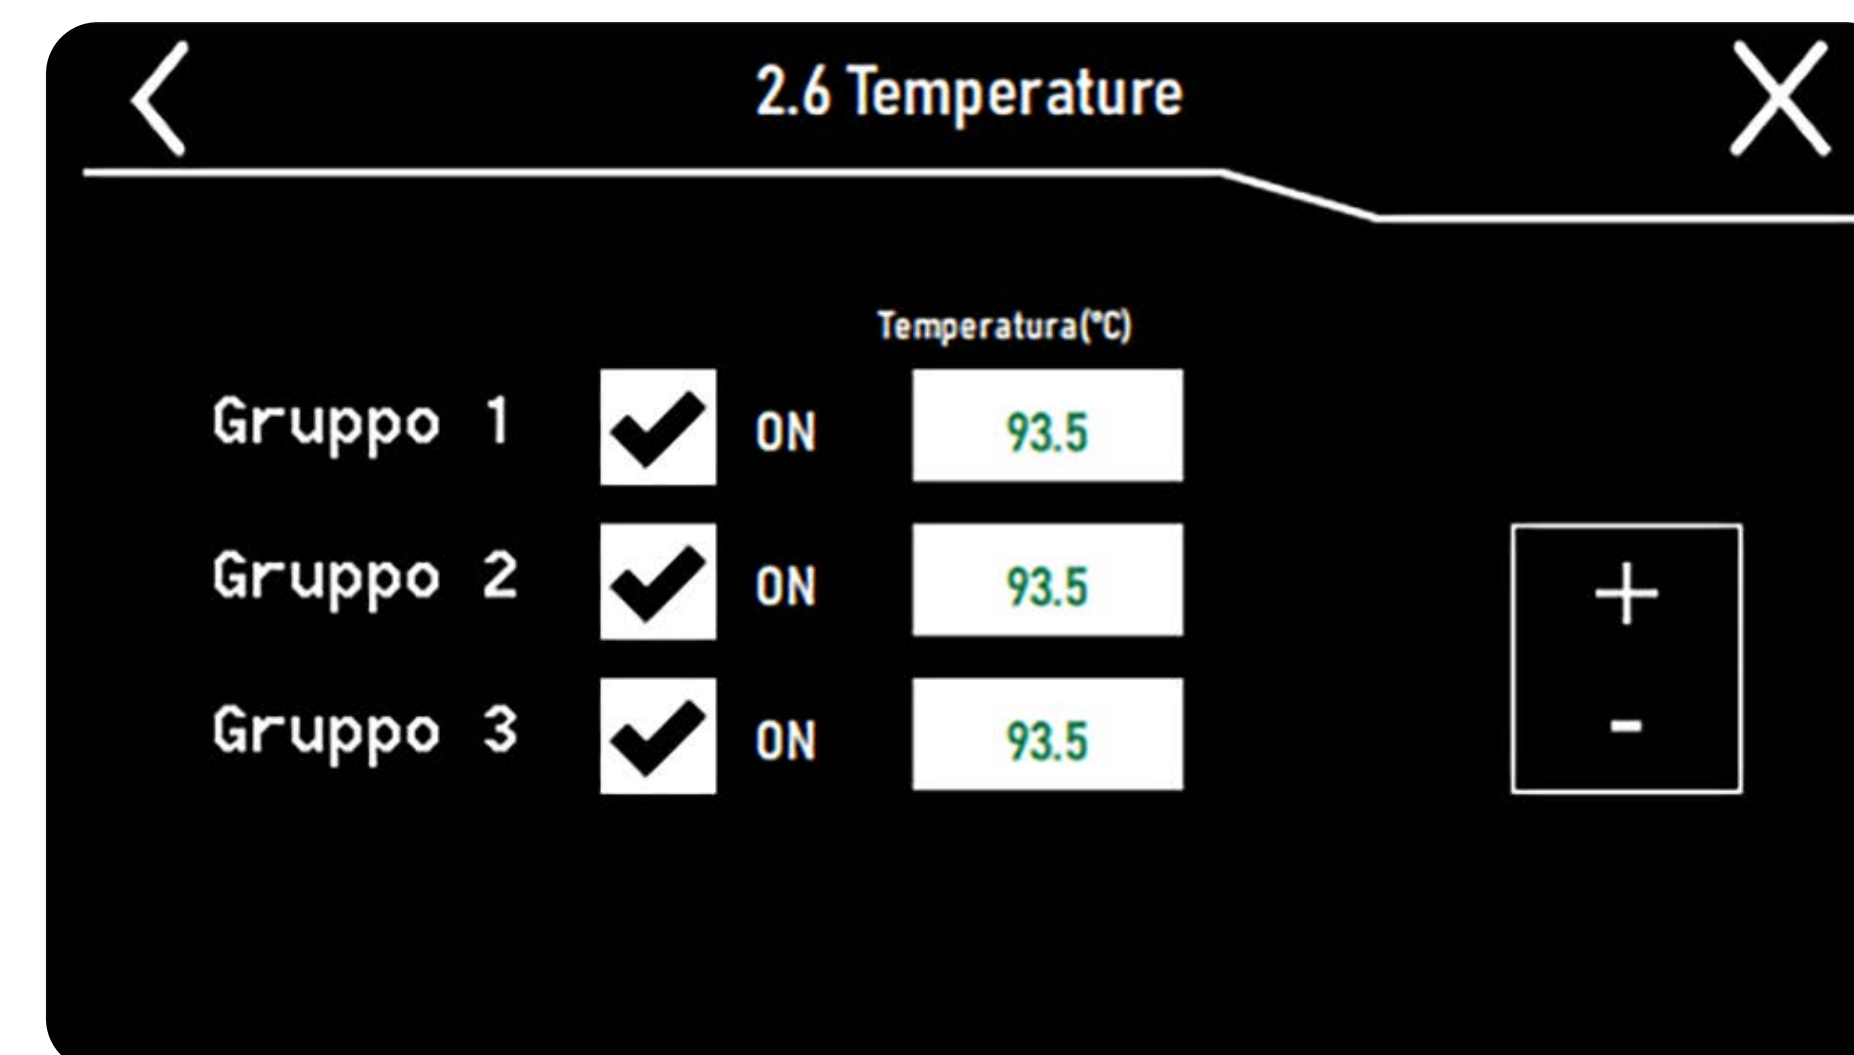 2.6 Temperature
Temperatura(°C)
Gruppo 1 ON 93.5
Gruppo 2 ON 93.5
Gruppo 3 ON 93.5
+
-